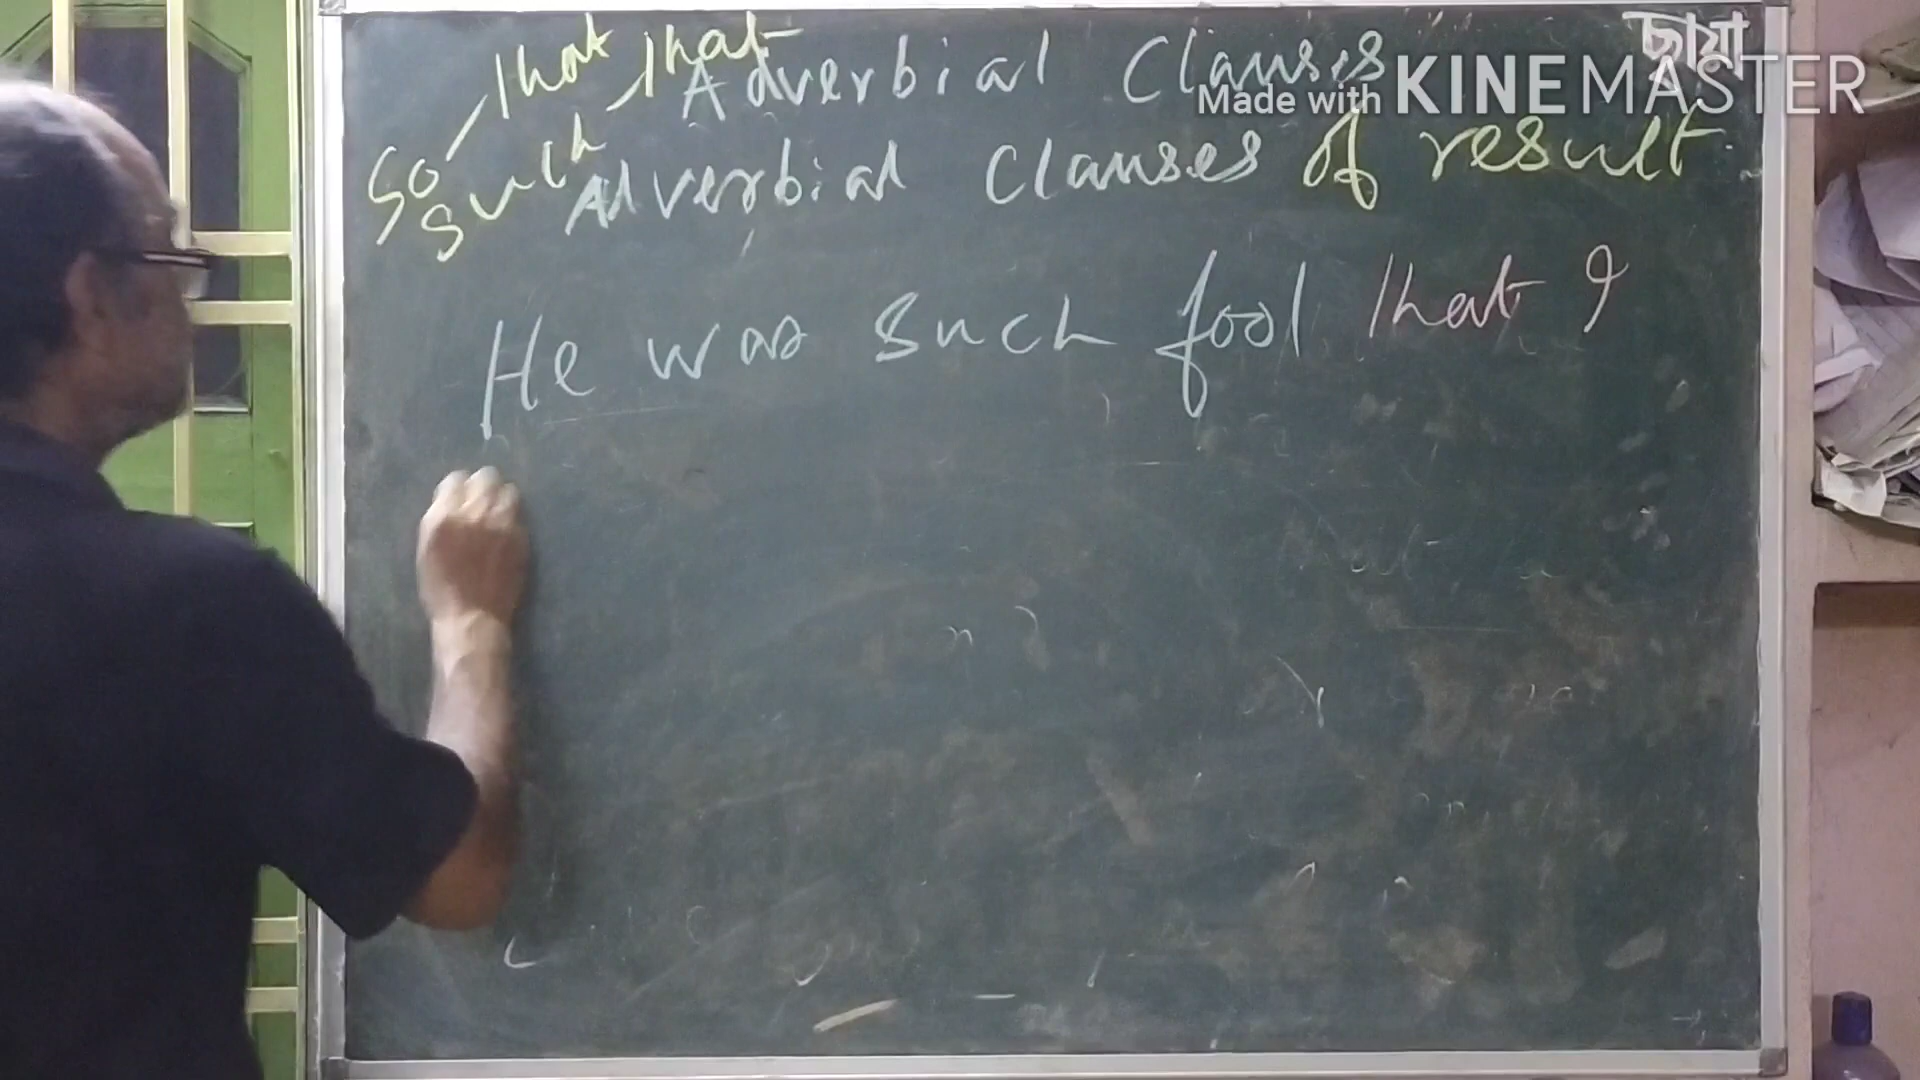 so - that
such - that
Adverbial Clauses
Adverbial Clauses of result
He was such fool that I
ছায়া
Made with KINEMASTER